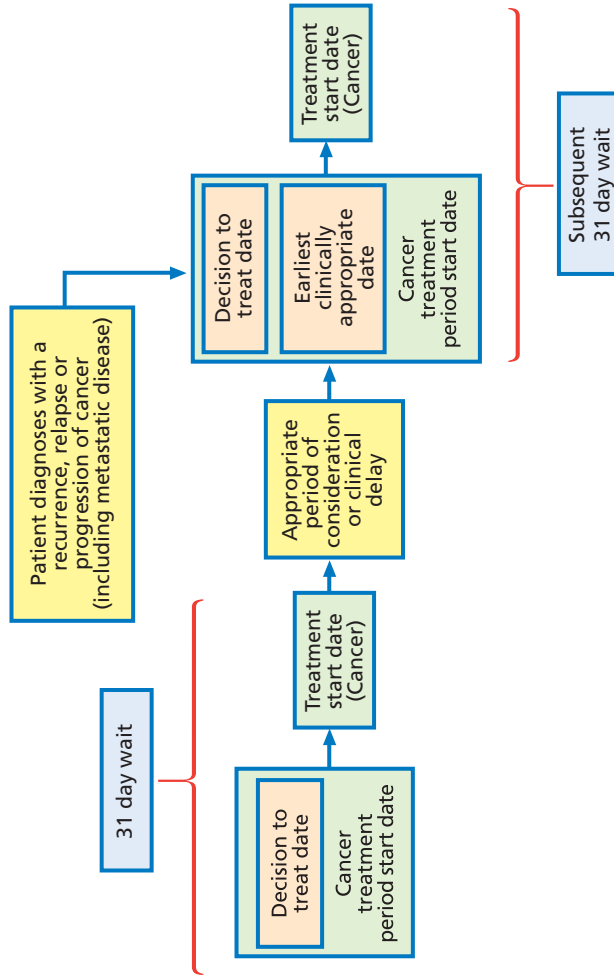 31 day wait
Decision to
treat date
Cancer
treatment
period start date
Treatment
start date
(Cancer)
Appropriate
period of
consideration
or clinical
delay
Patient diagnoses with a
recurrence, relapse or
progression of cancer
(including metastatic disease)
Decision to
treat date
Earliest
clinically
appropriate
date
Cancer
treatment
period start date
Treatment
start date
(Cancer)
Subsequent
31 day wait